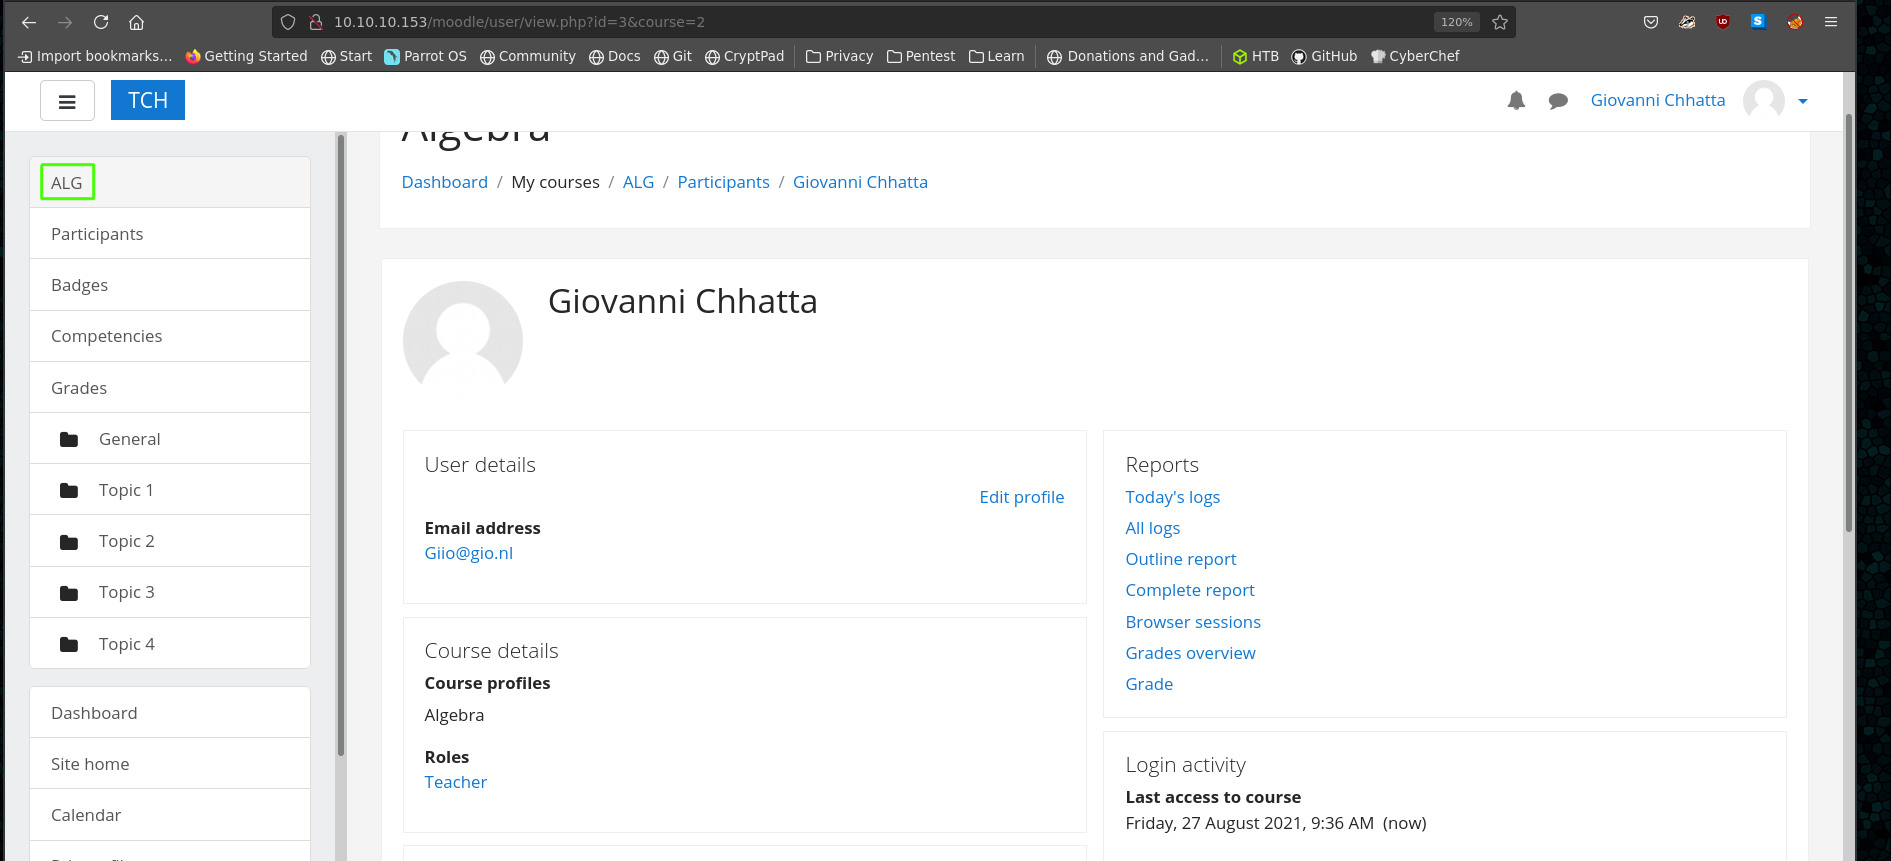 10.10.10.153/moodle/user/view.php?id=3&course=2 120%
Import bookmarks... Getting Started Start Parrot OS Community Docs Git CryptPad Privacy Pentest Learn Donations and Gad... HTB GitHub CyberChef
TCH Giovanni Chhatta
Algebra
Dashboard / My courses / ALG / Participants / Giovanni Chhatta
ALG
Participants
Badges
Competencies
Grades
General
Topic 1
Topic 2
Topic 3
Topic 4
Dashboard
Site home
Calendar
Giovanni Chhatta
User details
Edit profile
Email address
Giio@gio.nl
Course details
Course profiles
Algebra
Roles
Teacher
Reports
Today's logs
All logs
Outline report
Complete report
Browser sessions
Grades overview
Grade
Login activity
Last access to course
Friday, 27 August 2021, 9:36 AM (now)